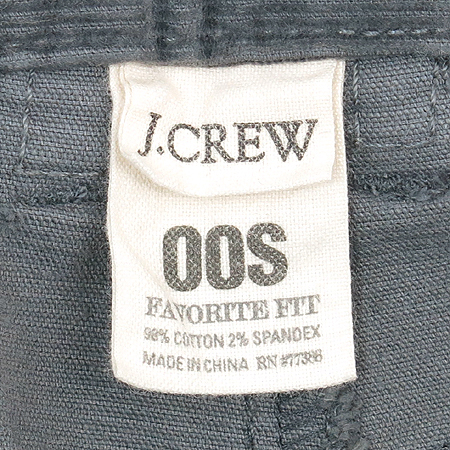 J.CREW
00S
FAVORITE FIT
98% COTTON 2% SPANDEX
MADE IN CHINA RN #77388